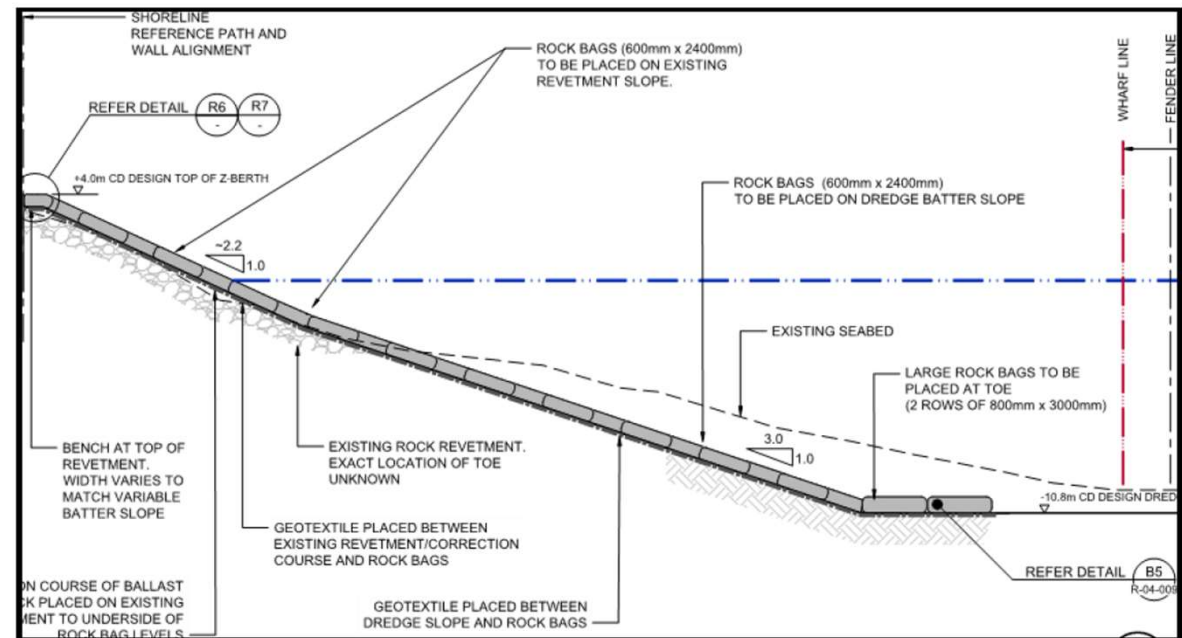 SHORELINE
REFERENCE PATH AND
WALL ALIGNMENT
ROCK BAGS (600mm x 2400mm)
TO BE PLACED ON EXISTING
REVETMENT SLOPE.
WHARF LINE
FENDER LINE
REFER DETAIL
R6
-
R7
-
+4.0m CD DESIGN TOP OF Z-BERTH
ROCK BAGS (600mm x 2400mm)
TO BE PLACED ON DREDGE BATTER SLOPE
~2.2
1.0
EXISTING SEABED
LARGE ROCK BAGS TO BE
PLACED AT TOE
(2 ROWS OF 800mm x 3000mm)
BENCH AT TOP OF
REVETMENT.
WIDTH VARIES TO
MATCH VARIABLE
BATTER SLOPE
EXISTING ROCK REVETMENT.
EXACT LOCATION OF TOE
UNKNOWN
3.0
1.0
-10.8m CD DESIGN DRED
GEOTEXTILE PLACED BETWEEN
EXISTING REVETMENT/CORRECTION
COURSE AND ROCK BAGS
REFER DETAIL
B5
R-04-009
ON COURSE OF BALLAST
CK PLACED ON EXISTING
MENT TO UNDERSIDE OF
ROCK BAG LEVELS
GEOTEXTILE PLACED BETWEEN
DREDGE SLOPE AND ROCK BAGS